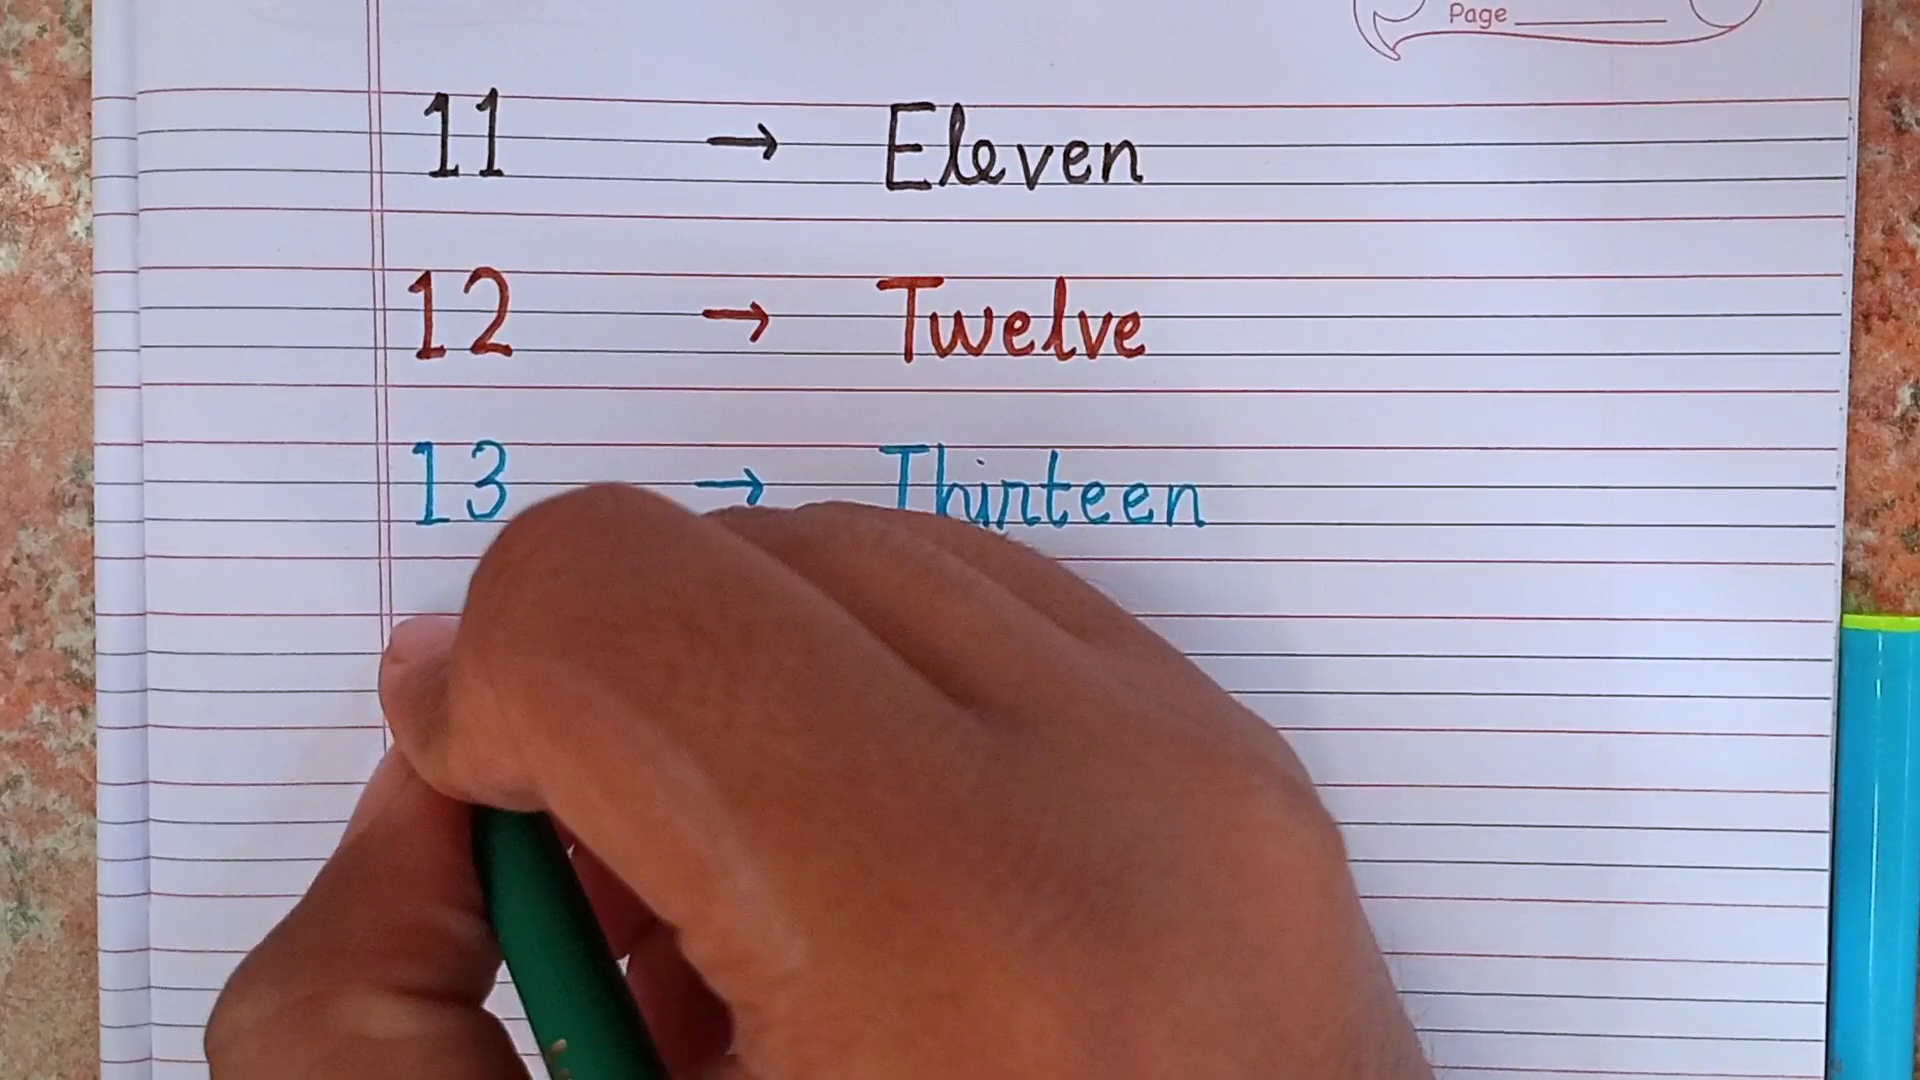 Page
11 → Eleven
12 → Twelve
13 → Thirteen